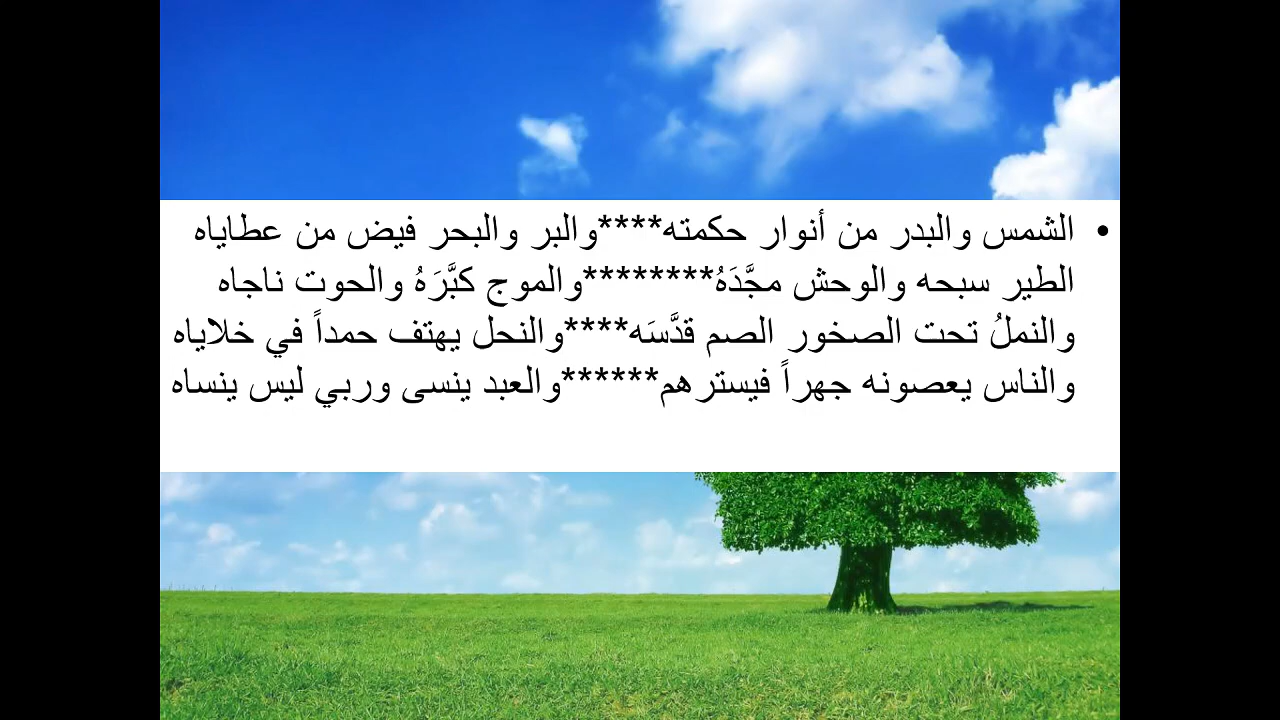 • الشمس والبدر من أنوار حكمته****والبر والبحر فيض من عطاياه
الطير سبحه والوحش مجَّدَهُ********والموج كبَّرَهُ والحوت ناجاه
والنملُ تحت الصخور الصم قدَّسَه****والنحل يهتف حمداً في خلاياه
والناس يعصونه جهراً فيسترهم******والعبد ينسى وربي ليس ينساه